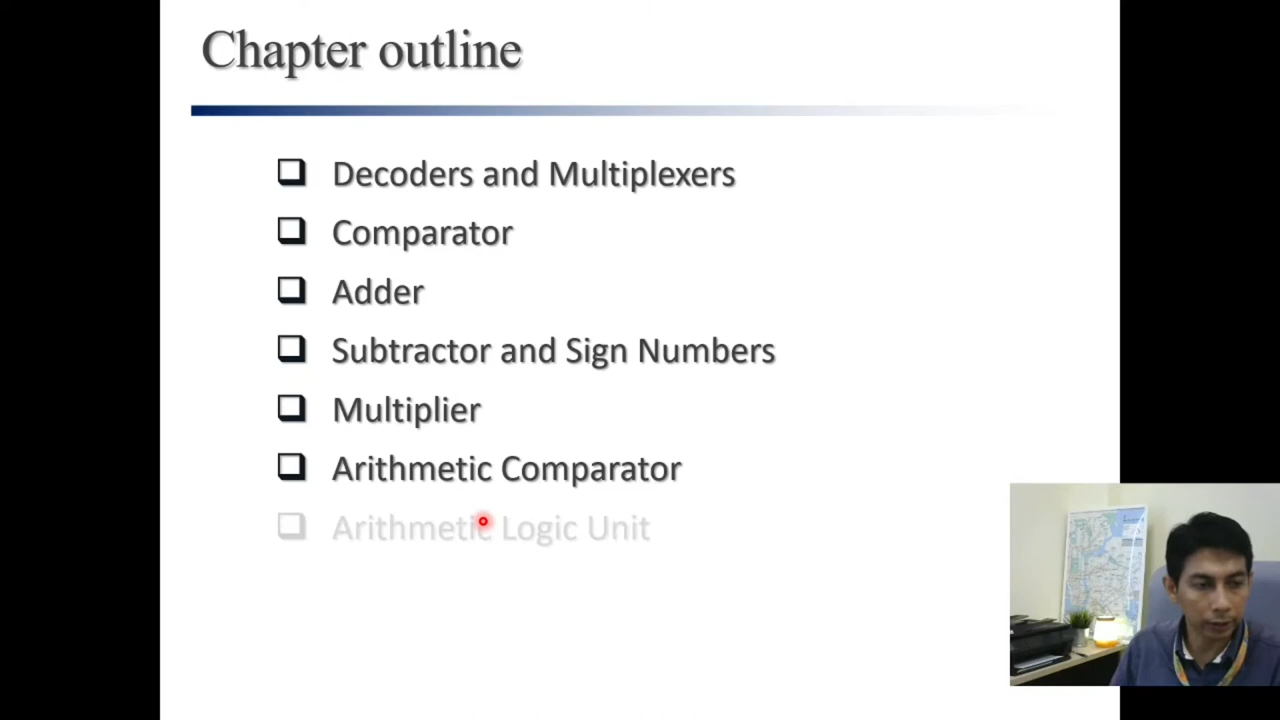 Chapter outline
Decoders and Multiplexers
Comparator
Adder
Subtractor and Sign Numbers
Multiplier
Arithmetic Comparator
Arithmetic Logic Unit